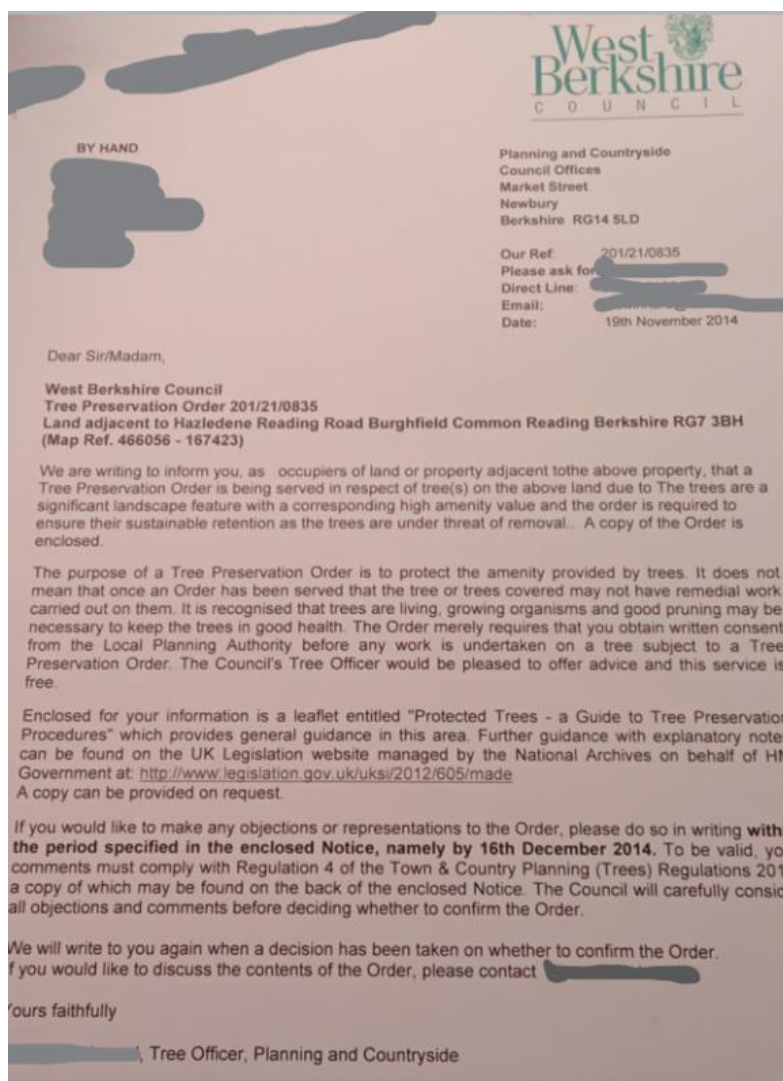 West
Berkshire
COUNCIL
BY HAND
Planning and Countryside
Council Offices
Market Street
Newbury
Berkshire RG14 5LD
Our Ref: 201/21/0835
Please ask for
Direct Line:
Email:
Date: 19th November 2014
Dear Sir/Madam,
West Berkshire Council
Tree Preservation Order 201/21/0835
Land adjacent to Hazledene Reading Road Burghfield Common Reading Berkshire RG7 3BH
(Map Ref. 466056 - 167423)
We are writing to inform you, as occupiers of land or property adjacent tothe above property, that a
Tree Preservation Order is being served in respect of tree(s) on the above land due to The trees are a
significant landscape feature with a corresponding high amenity value and the order is required to
ensure their sustainable retention as the trees are under threat of removal.. A copy of the Order is
enclosed.
The purpose of a Tree Preservation Order is to protect the amenity provided by trees. It does not
mean that once an Order has been served that the tree or trees covered may not have remedial work
carried out on them. It is recognised that trees are living, growing organisms and good pruning may be
necessary to keep the trees in good health. The Order merely requires that you obtain written consent
from the Local Planning Authority before any work is undertaken on a tree subject to a Tree
Preservation Order. The Council's Tree Officer would be pleased to offer advice and this service is
free.
Enclosed for your information is a leaflet entitled "Protected Trees - a Guide to Tree Preservation
Procedures" which provides general guidance in this area. Further guidance with explanatory note
can be found on the UK Legislation website managed by the National Archives on behalf of HM
Government at: http://www.legislation.gov.uk/uksi/2012/605/made
A copy can be provided on request.
If you would like to make any objections or representations to the Order, please do so in writing with
the period specified in the enclosed Notice, namely by 16th December 2014. To be valid, yo
comments must comply with Regulation 4 of the Town & Country Planning (Trees) Regulations 201
a copy of which may be found on the back of the enclosed Notice. The Council will carefully consid
all objections and comments before deciding whether to confirm the Order.
We will write to you again when a decision has been taken on whether to confirm the Order.
f you would like to discuss the contents of the Order, please contact
ours faithfully
, Tree Officer, Planning and Countryside